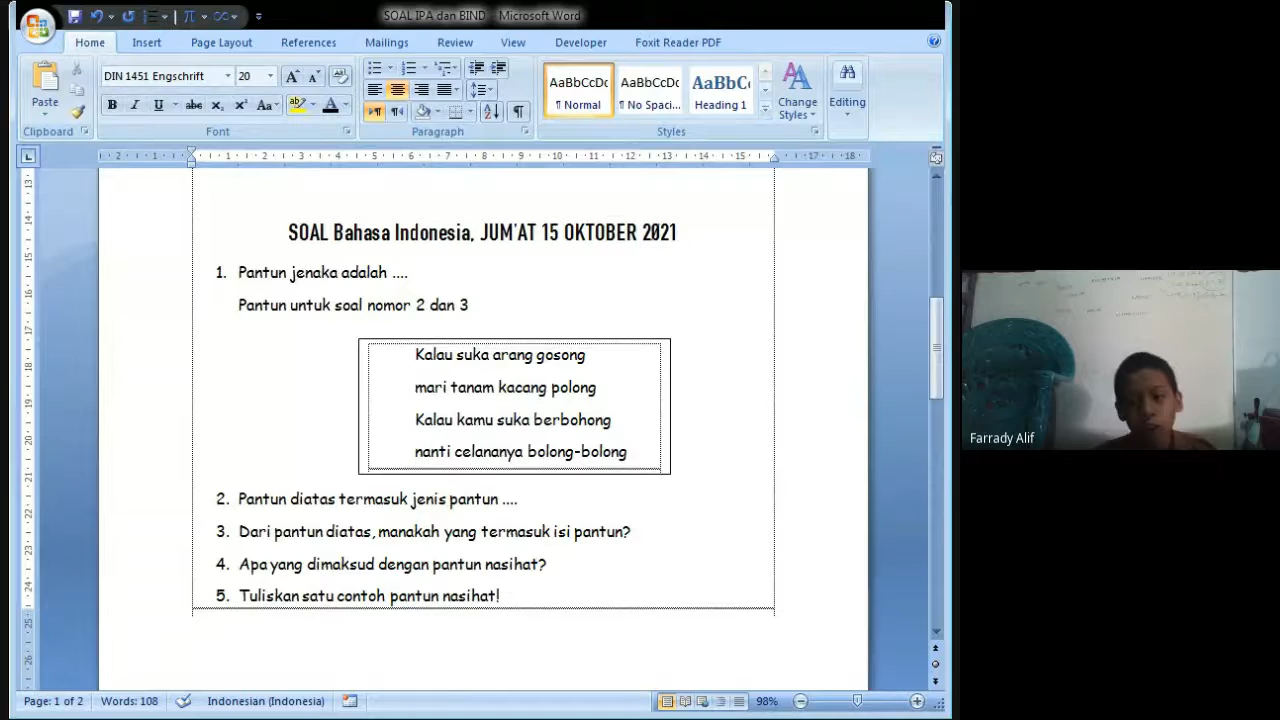 SOAL IPA dan BIND - Microsoft Word
Home Insert Page Layout References Mailings Review View Developer Foxit Reader PDF
DIN 1451 Engschrift 20
Paste
AaBbCcDc AaBbCcDc AaBbC
¶ Normal ¶ No Spaci... Heading 1
Change Styles
Editing
Clipboard Font Paragraph Styles
SOAL Bahasa Indonesia, JUM'AT 15 OKTOBER 2021
1. Pantun jenaka adalah ....
Pantun untuk soal nomor 2 dan 3
Kalau suka arang gosong
mari tanam kacang polong
Kalau kamu suka berbohong
nanti celananya bolong-bolong
2. Pantun diatas termasuk jenis pantun ....
3. Dari pantun diatas, manakah yang termasuk isi pantun?
4. Apa yang dimaksud dengan pantun nasihat?
5. Tuliskan satu contoh pantun nasihat!
Farrady Alif
Page: 1 of 2 Words: 108 Indonesian (Indonesia) 98%